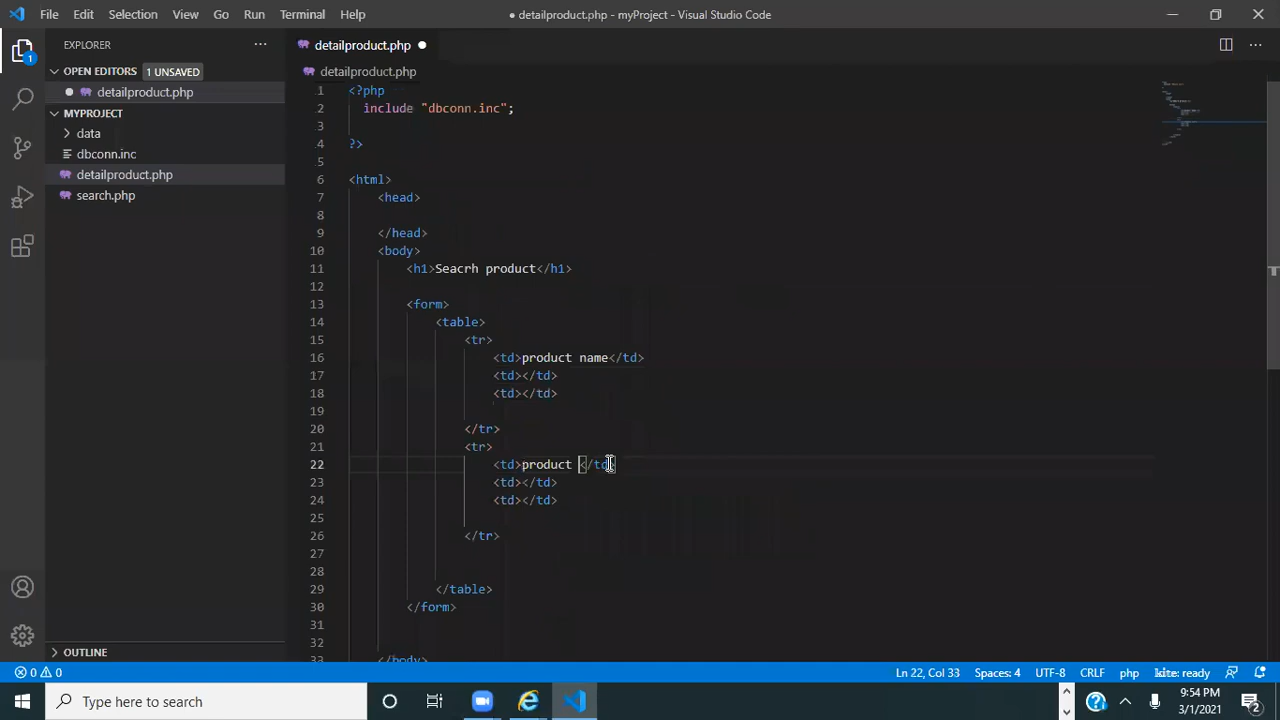 File Edit Selection View Go Run Terminal Help
● detailproduct.php - myProject - Visual Studio Code
EXPLORER
OPEN EDITORS 1 UNSAVED
detailproduct.php
MYPROJECT
data
dbconn.inc
detailproduct.php
search.php
OUTLINE
1
detailproduct.php
detailproduct.php
1 <?php
2 include "dbconn.inc";
3
4 ?>
5
6 <html>
7 <head>
8
9 </head>
10 <body>
11 <h1>Seacrh product</h1>
12
13 <form>
14 <table>
15 <tr>
16 <td>product name</td>
17 <td></td>
18 <td></td>
19
20 </tr>
21 <tr>
22 <td>product </td>
23 <td></td>
24 <td></td>
25
26 </tr>
27
28
29 </table>
30 </form>
31
32
33 </body>
0 0 Ln 22, Col 33 Spaces: 4 UTF-8 CRLF php kite: ready
Type here to search
9:54 PM
3/1/2021
2